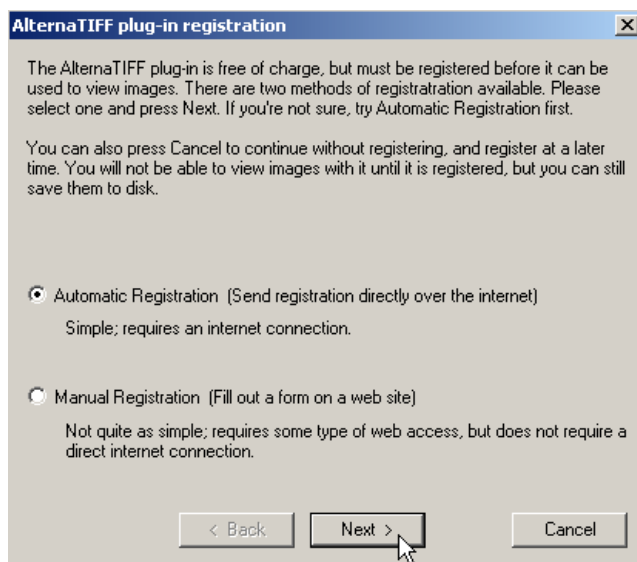 AlternaTIFF plug-in registration
The AlternaTIFF plug-in is free of charge, but must be registered before it can be
used to view images. There are two methods of registratration available. Please
select one and press Next. If you're not sure, try Automatic Registration first.
You can also press Cancel to continue without registering, and register at a later
time. You will not be able to view images with it until it is registered, but you can still
save them to disk.
Automatic Registration (Send registration directly over the internet)
Simple; requires an internet connection.
Manual Registration (Fill out a form on a web site)
Not quite as simple; requires some type of web access, but does not require a
direct internet connection.
< Back Next > Cancel